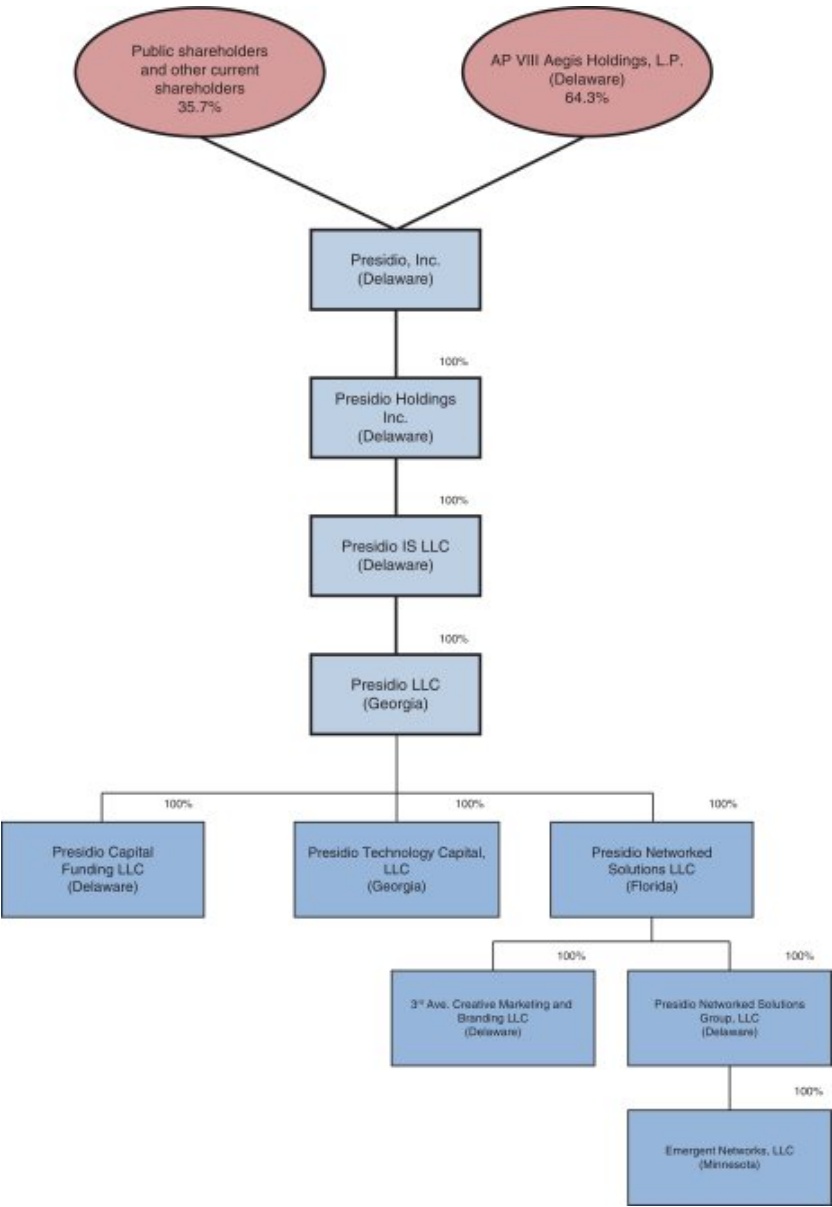 Public shareholders
and other current
shareholders
35.7%
AP VIII Aegis Holdings, L.P.
(Delaware)
64.3%
Presidio, Inc.
(Delaware)
100%
Presidio Holdings
Inc.
(Delaware)
100%
Presidio IS LLC
(Delaware)
100%
Presidio LLC
(Georgia)
100%
100%
100%
Presidio Capital
Funding LLC
(Delaware)
Presidio Technology Capital,
LLC
(Georgia)
Presidio Networked
Solutions LLC
(Florida)
100%
100%
3rd Ave. Creative Marketing and
Branding LLC
(Delaware)
Presidio Networked Solutions
Group, LLC
(Delaware)
100%
Emergent Networks, LLC
(Minnesota)